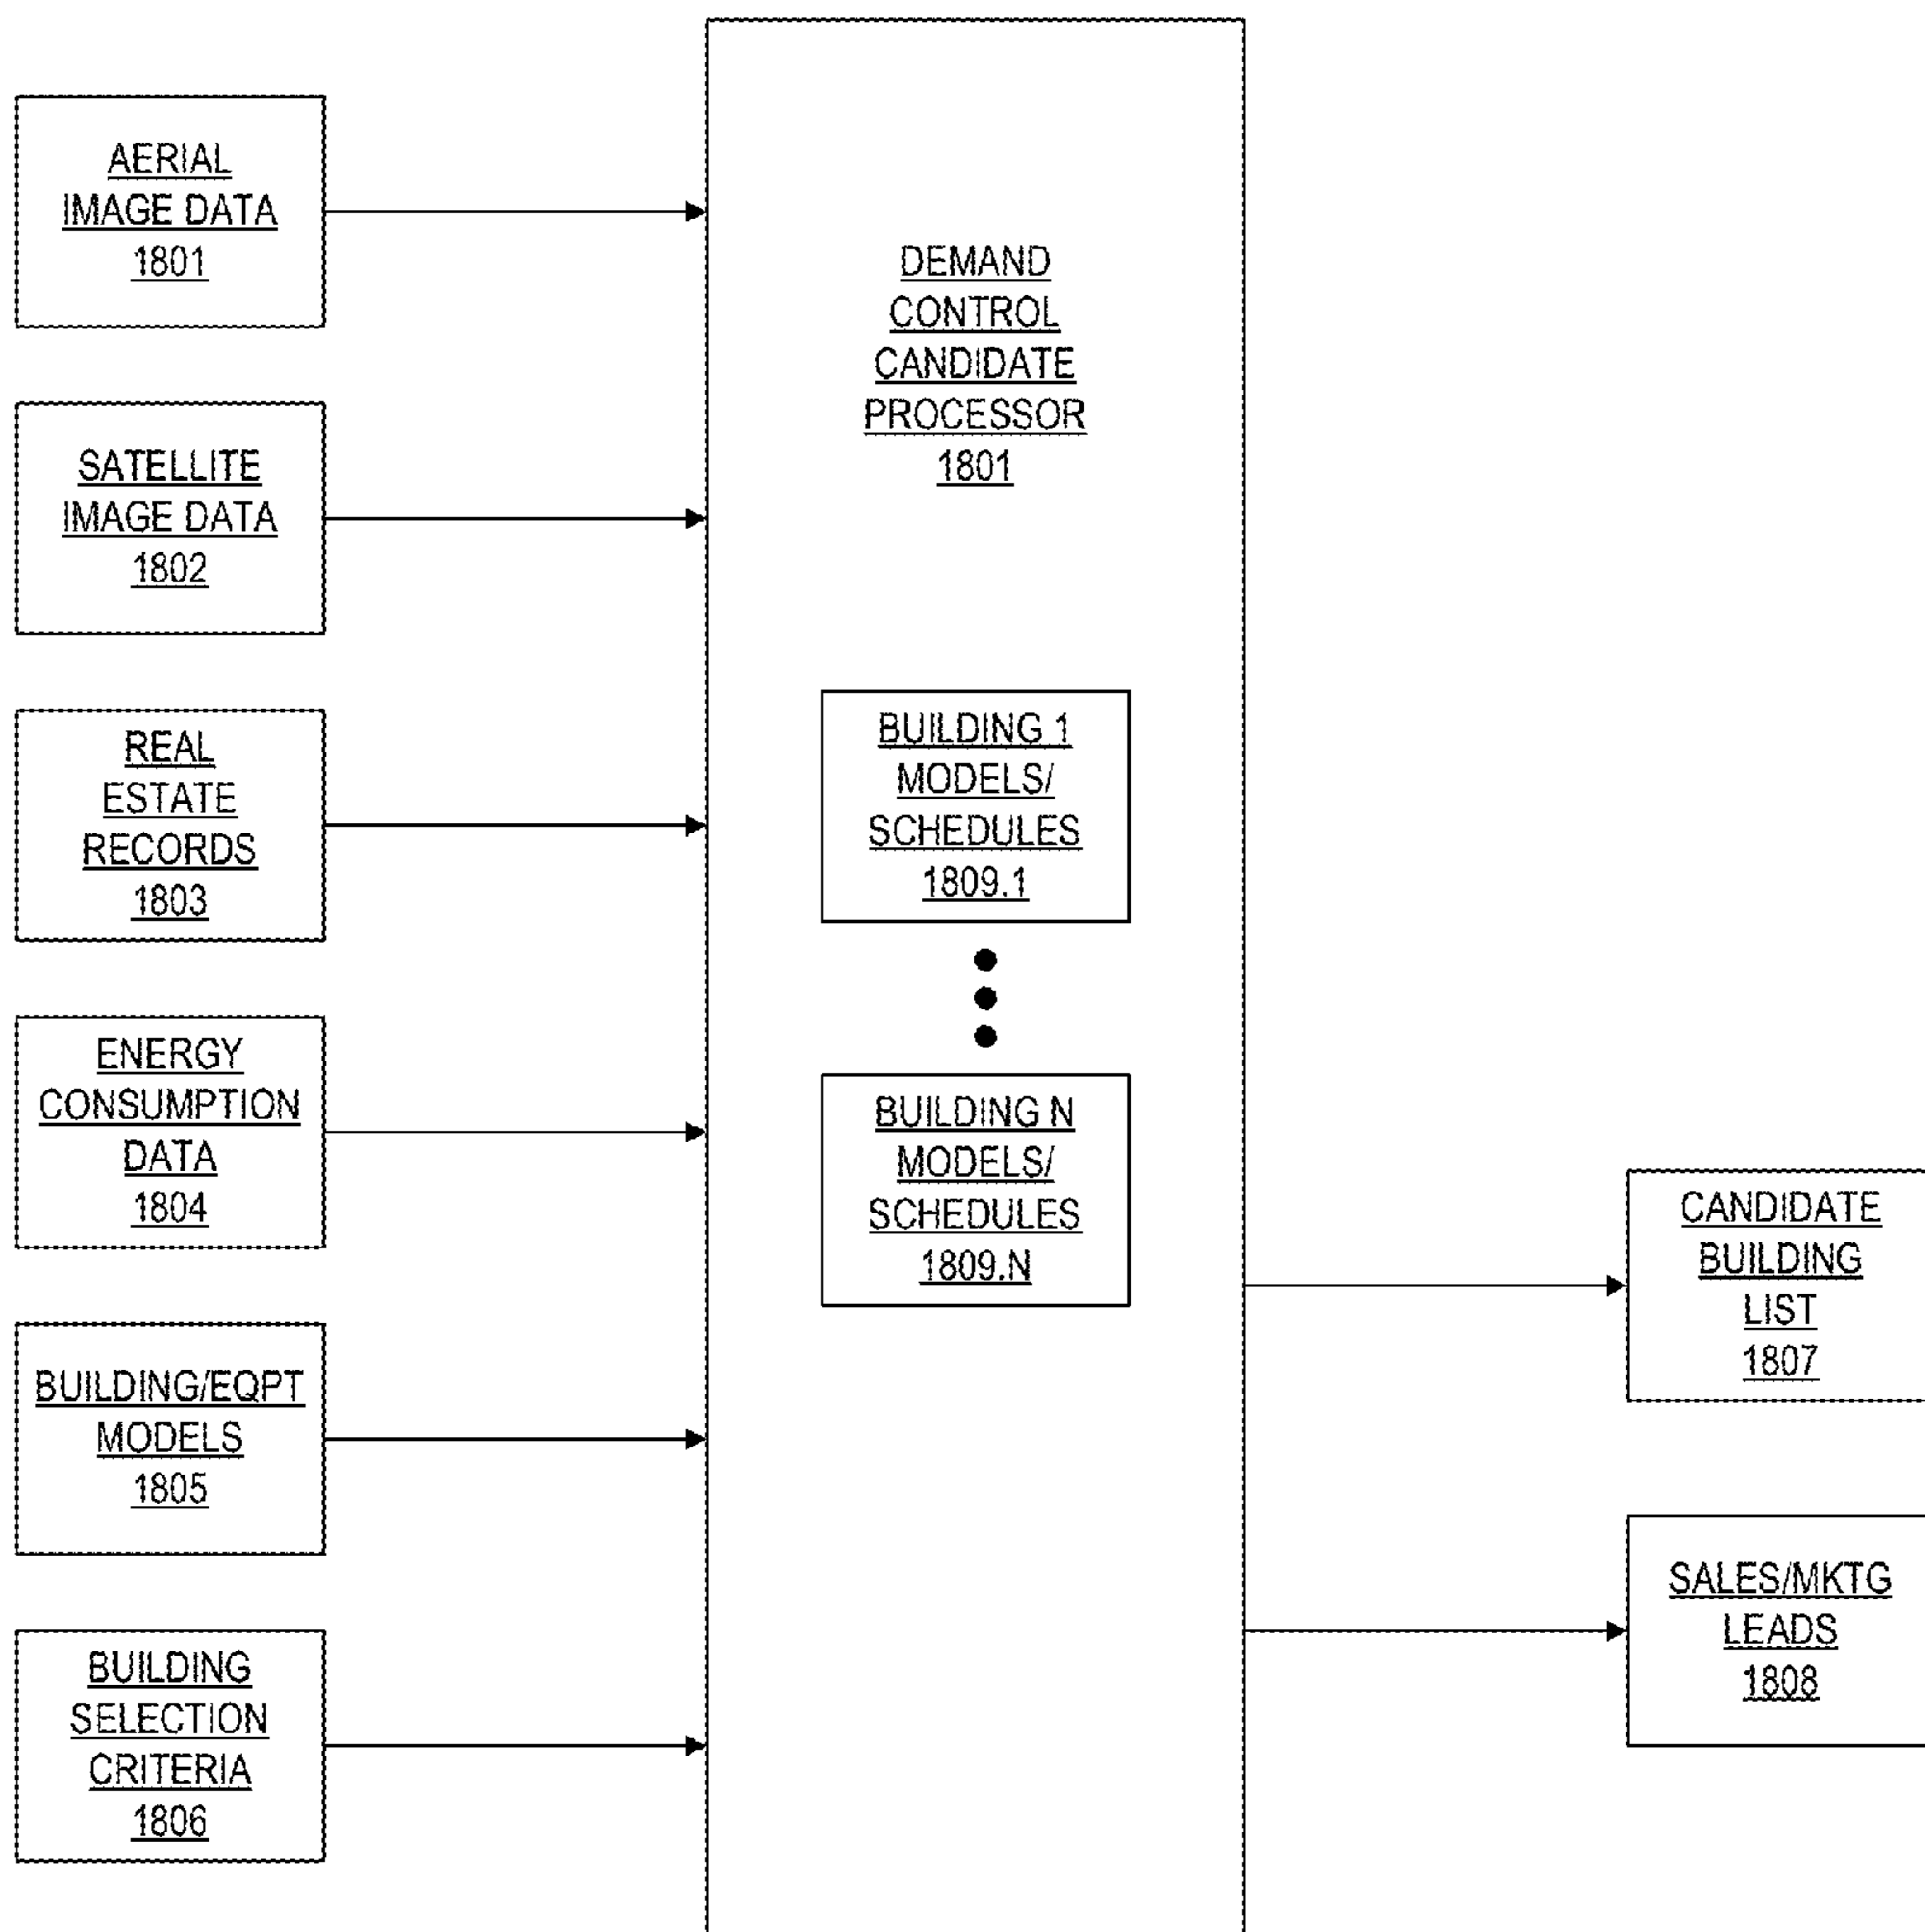 AERIAL
IMAGE DATA
1801
SATELLITE
IMAGE DATA
1802
REAL
ESTATE
RECORDS
1803
ENERGY
CONSUMPTION
DATA
1804
BUILDING/EQPT
MODELS
1805
BUILDING
SELECTION
CRITERIA
1806
DEMAND
CONTROL
CANDIDATE
PROCESSOR
1801
BUILDING 1
MODELS/
SCHEDULES
1809.1
BUILDING N
MODELS/
SCHEDULES
1809.N
CANDIDATE
BUILDING
LIST
1807
SALES/MKTG
LEADS
1808